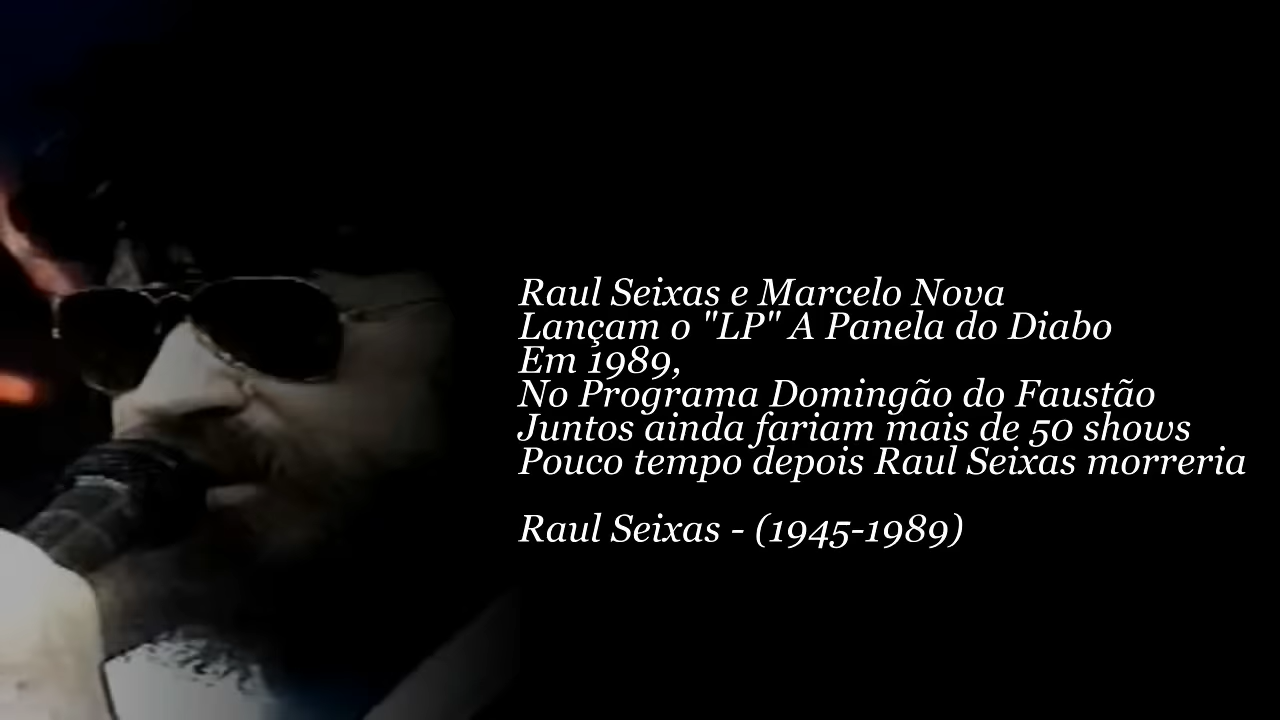 Raul Seixas e Marcelo Nova
Lançam o "LP" A Panela do Diabo
Em 1989,
No Programa Domingão do Faustão
Juntos ainda fariam mais de 50 shows
Pouco tempo depois Raul Seixas morreria
Raul Seixas - (1945-1989)